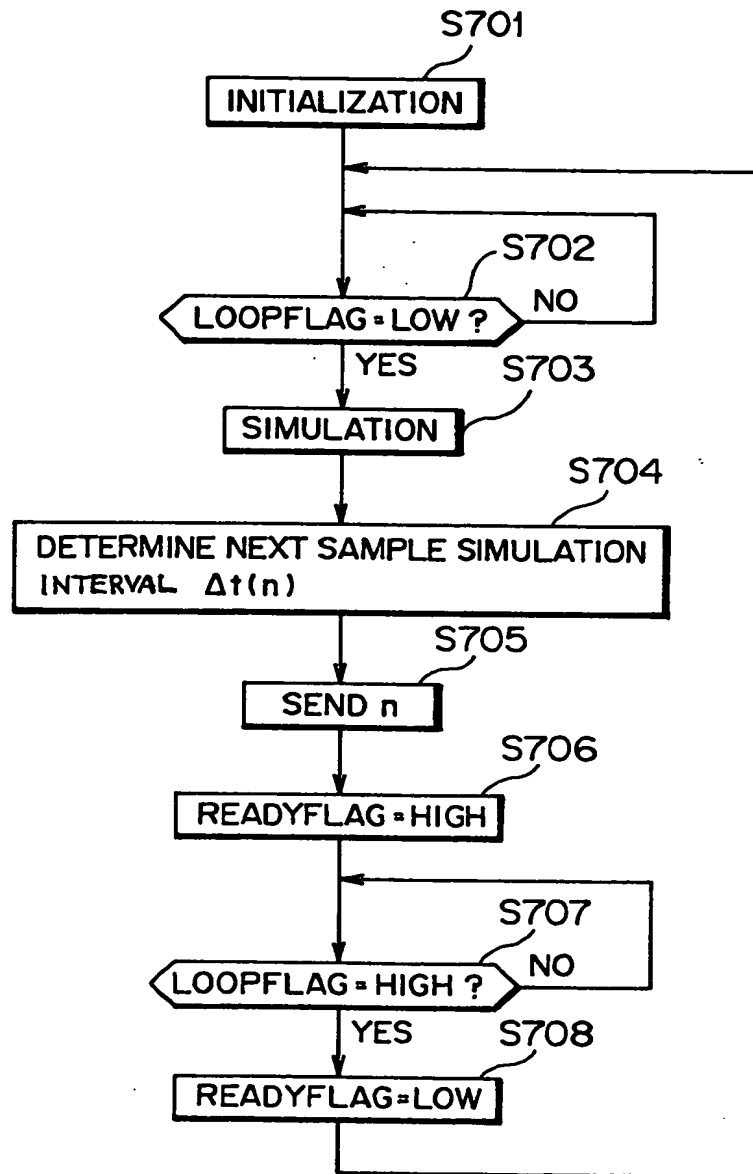 S701
INITIALIZATION
S702
LOOPFLAG=LOW?
NO
YES
S703
SIMULATION
S704
DETERMINE NEXT SAMPLE SIMULATION
INTERVAL Δt(n)
S705
SEND n
S706
READYFLAG=HIGH
S707
LOOPFLAG=HIGH?
NO
YES
S708
READYFLAG=LOW